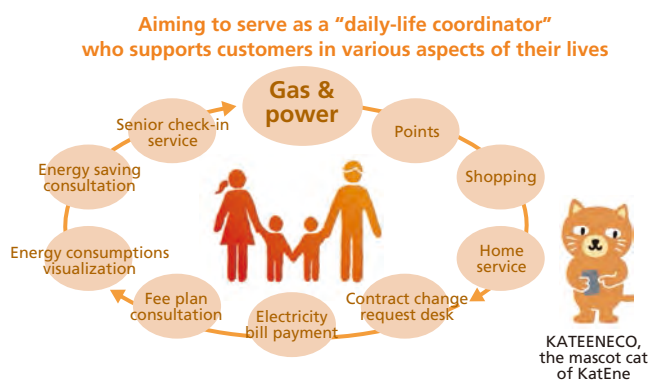 Aiming to serve as a “daily-life coordinator”
who supports customers in various aspects of their lives
Gas &
power
Points
Shopping
Home
service
Contract change
request desk
Electricity
bill payment
Fee plan
consultation
Energy consumptions
visualization
Energy saving
consultation
Senior check-in
service
KATEENECO,
the mascot cat
of KatEne